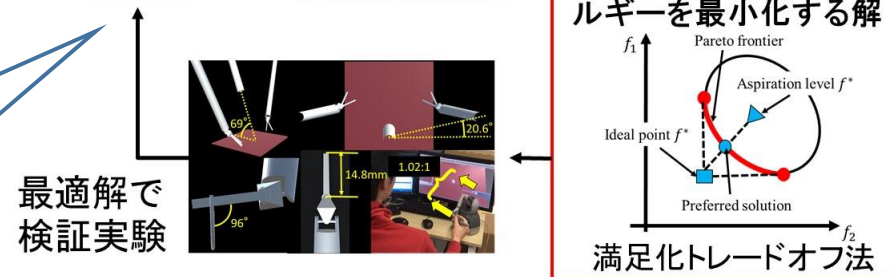 ルギーを最小化する解
f₁
Pareto frontier
Aspiration level f*
Ideal point f*
Preferred solution
f₂
満足化トレードオフ法
69°
20.6°
14.8mm
1.02:1
96°
最適解で
検証実験